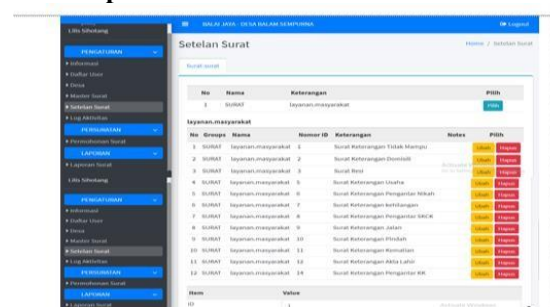 Lilis Sihotang
PENGATURAN
Informasi
Daftar User
Desa
Master Surat
Setelan Surat
Log Aktivitas
PERSURATAN
Permohonan Surat
LAPORAN
Laporan Surat
Lilis Sihotang
PENGATURAN
Informasi
Daftar User
Desa
Master Surat
Setelan Surat
Log Aktivitas
PERSURATAN
Permohonan Surat
LAPORAN
Laporan Surat
BALAI JAYA - DESA BALAM SEMPURNA Logout
Setelan Surat Home / Setelan Surat
Surat-surat
No Nama Keterangan Pilih
1 SURAT layanan.masyarakat Pilih
layanan.masyarakat
No Groups Nama Nomor ID Keterangan Notes Pilih
1 SURAT layanan.masyarakat 1 Surat Keterangan Tidak Mampu Ubah Hapus
2 SURAT layanan.masyarakat 2 Surat Keterangan Domisili Ubah Hapus
3 SURAT layanan.masyarakat 3 Surat Resi Ubah Hapus
4 SURAT layanan.masyarakat 5 Surat Keterangan Usaha Ubah Hapus
5 SURAT layanan.masyarakat 6 Surat Keterangan Pengantar Nikah Ubah Hapus
6 SURAT layanan.masyarakat 7 Surat Keterangan kehilangan Ubah Hapus
7 SURAT layanan.masyarakat 8 Surat Keterangan Pengantar SKCK Ubah Hapus
8 SURAT layanan.masyarakat 9 Surat Keterangan Jalan Ubah Hapus
9 SURAT layanan.masyarakat 10 Surat Keterangan Pindah Ubah Hapus
10 SURAT layanan.masyarakat 11 Surat Keterangan Kematian Ubah Hapus
11 SURAT layanan.masyarakat 12 Surat Keterangan Akta Lahir Ubah Hapus
12 SURAT layanan.masyarakat 14 Surat Keterangan Pengantar KK Ubah Hapus
Item Value
ID